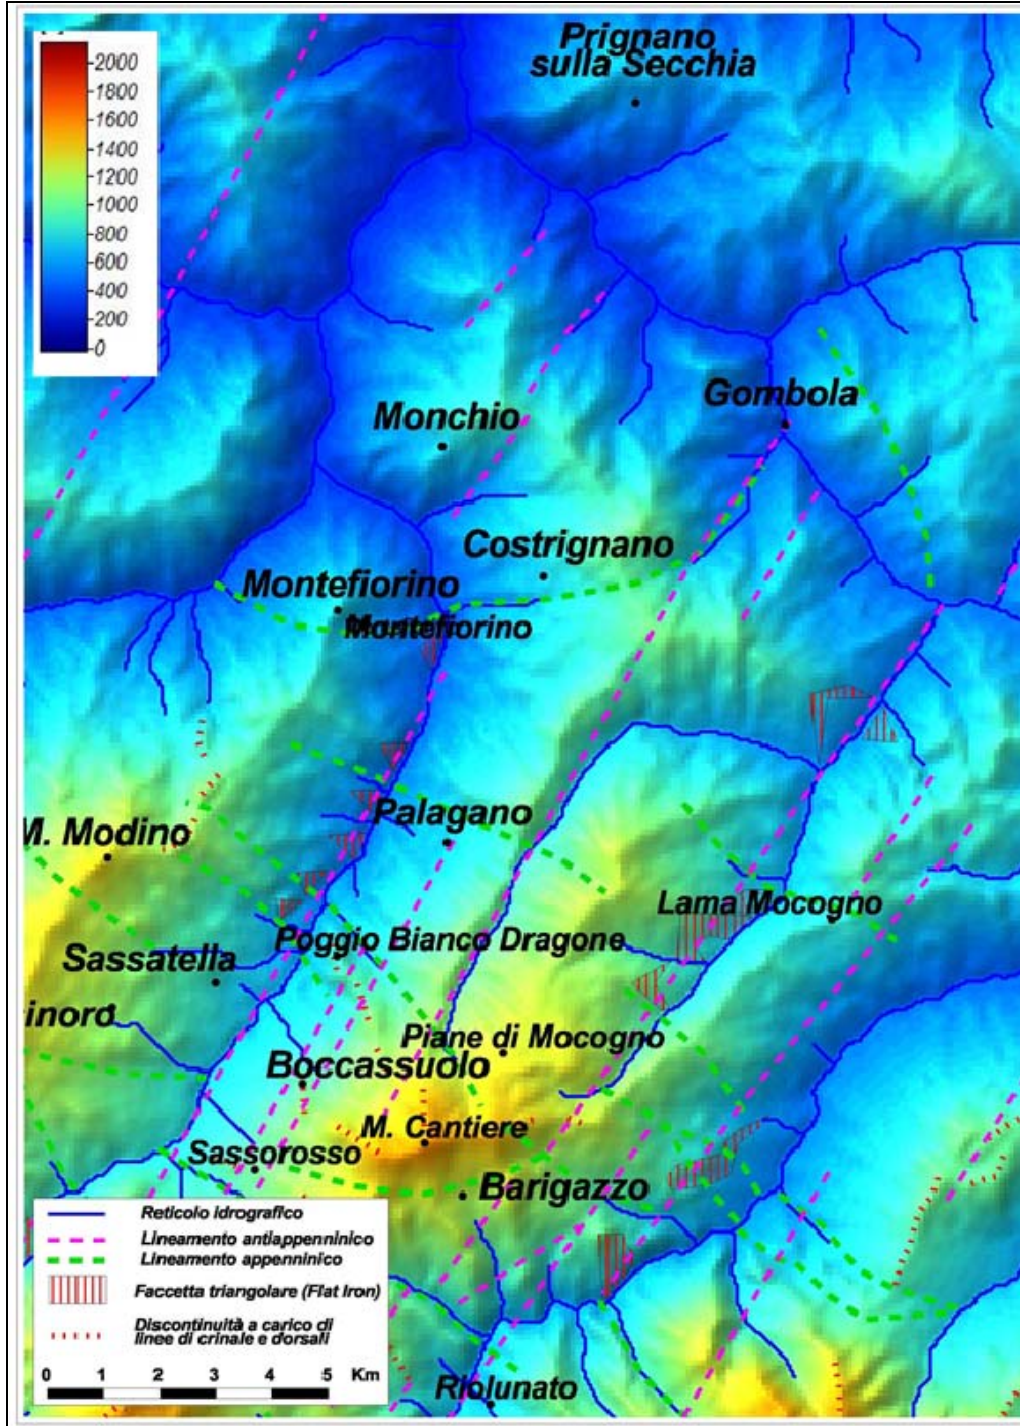 Prignano
sulla Secchia
2000
1800
1600
1400
1200
1000
800
600
400
200
0
Gombola
Monchio
Costrignano
Montefiorino
Montefiorino
Palagano
M. Modino
Lama Mocogno
Poggio Bianco Dragone
Sassatella
inord
Piane di Mocogno
Boccassuolo
M. Cantiere
Sassorosso
Barigazzo
Reticolo idrografico
Lineamento antiappenninico
Lineamento appenninico
Faccetta triangolare (Flat Iron)
Discontinuità a carico di
linee di crinale e dorsali
0 1 2 3 4 5 Km
Riolunato